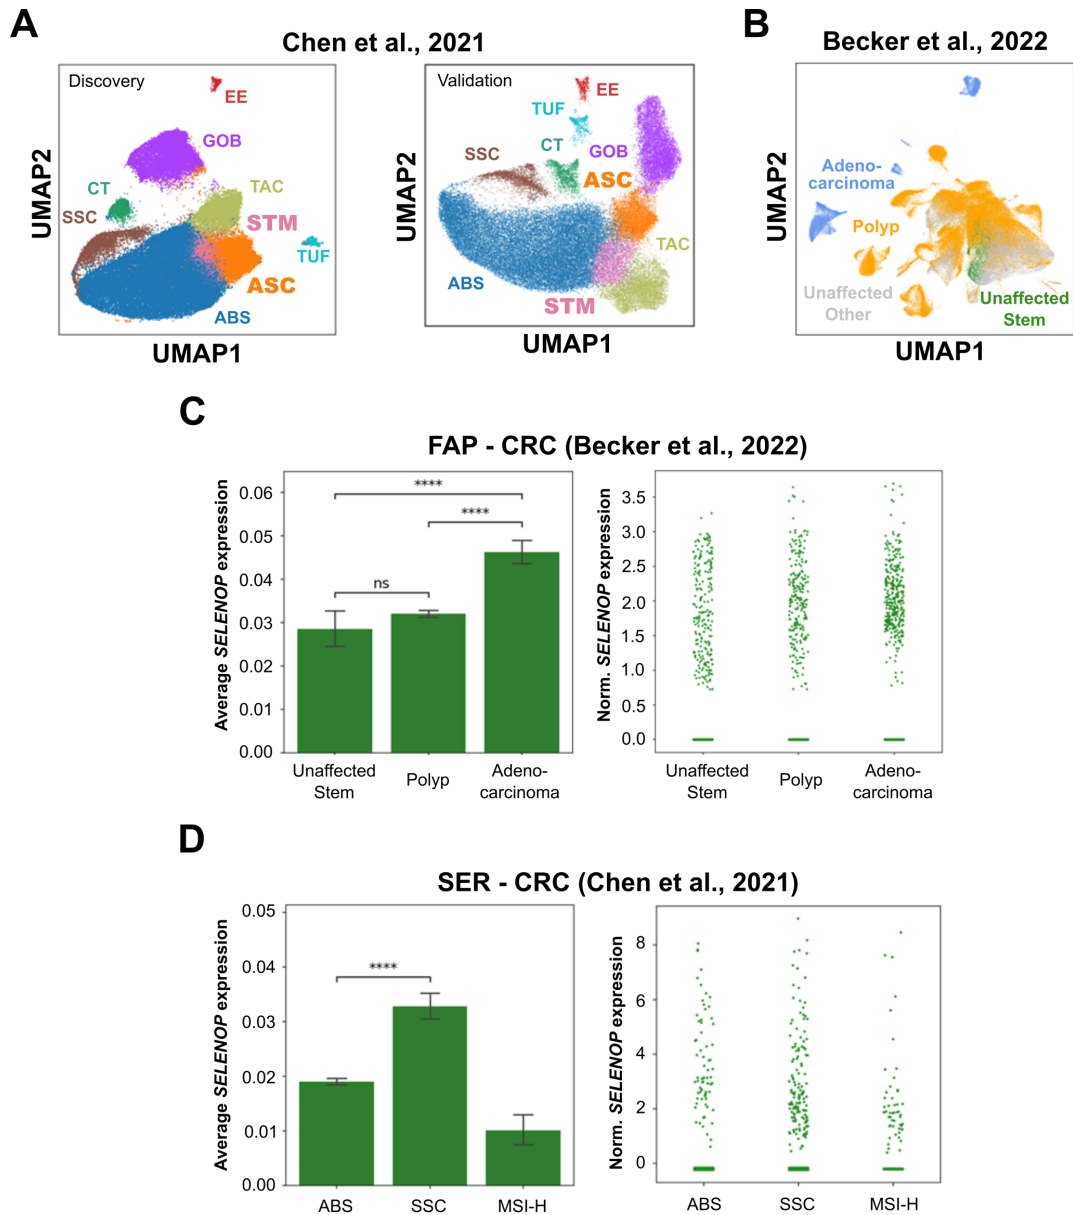 A
Chen et al., 2021
Discovery
EE
GOB
CT
TAC
SSC
STM
TUF
ASC
ABS
UMAP2
UMAP1
Validation
EE
TUF
CT
SSC
GOB
ASC
TAC
ABS
STM
UMAP2
UMAP1
B
Becker et al., 2022
Adeno-
carcinoma
Polyp
Unaffected
Other
Unaffected
Stem
UMAP2
UMAP1
C
FAP - CRC (Becker et al., 2022)
Average SELENOP expression
0.06
0.05
0.04
0.03
0.02
0.01
0.00
****
****
ns
Unaffected
Stem
Polyp
Adeno-
carcinoma
Norm. SELENOP expression
3.5
3.0
2.5
2.0
1.5
1.0
0.0
Unaffected
Stem
Polyp
Adeno-
carcinoma
D
SER - CRC (Chen et al., 2021)
Average SELENOP expression
0.05
0.04
0.03
0.02
0.01
0.00
****
ABS
SSC
MSI-H
Norm. SELENOP expression
8
6
4
2
0
ABS
SSC
MSI-H